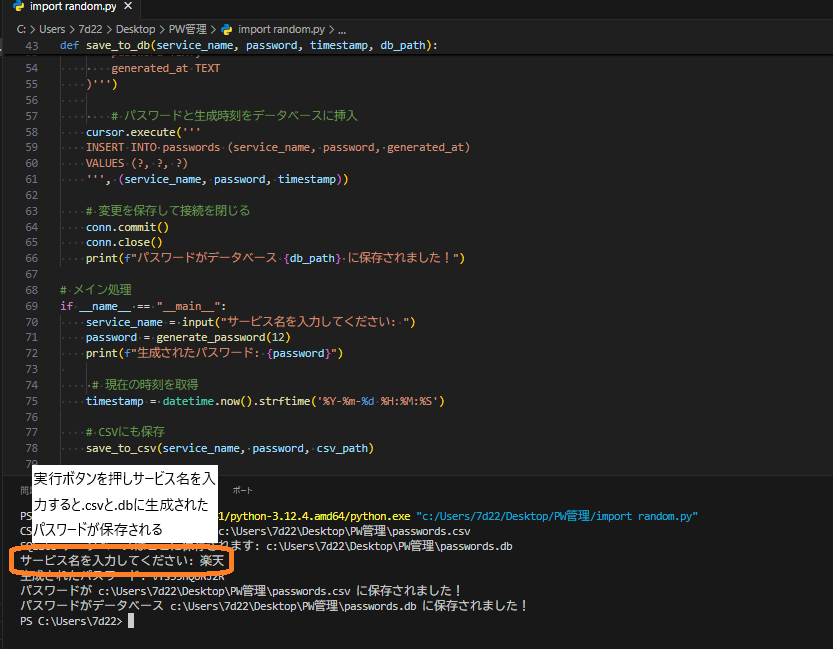 import random.py ×
C: > Users > 7d22 > Desktop > PW管理 > import random.py > ...
43 def save_to_db(service_name, password, timestamp, db_path):
54 generated_at TEXT
55 )''')
56
57 # パスワードと生成時刻をデータベースに挿入
58 cursor.execute('''
59 INSERT INTO passwords (service_name, password, generated_at)
60 VALUES (?, ?, ?)
61 ''', (service_name, password, timestamp))
62
63 # 変更を保存して接続を閉じる
64 conn.commit()
65 conn.close()
66 print(f"パスワードがデータベース {db_path} に保存されました！")
67
68 # メイン処理
69 if __name__ == "__main__":
70 service_name = input("サービス名を入力してください: ")
71 password = generate_password(12)
72 print(f"生成されたパスワード: {password}")
73
74 # 現在の時刻を取得
75 timestamp = datetime.now().strftime('%Y-%m-%d %H:%M:%S')
76
77 # CSVにも保存
78 save_to_csv(service_name, password, csv_path)
79
実行ボタンを押しサービス名を入
力すると.csvと.dbに生成された
パスワードが保存される
ポート
PS 1/python-3.12.4.amd64/python.exe "c:/Users/7d22/Desktop/PW管理/import random.py"
CS c:\Users\7d22\Desktop\PW管理\passwords.csv
されます: c:\Users\7d22\Desktop\PW管理\passwords.db
サービス名を入力してください: 楽天
生成されたパスワード:
パスワードが c:\Users\7d22\Desktop\PW管理\passwords.csv に保存されました！
パスワードがデータベース c:\Users\7d22\Desktop\PW管理\passwords.db に保存されました！
PS C:\Users\7d22>